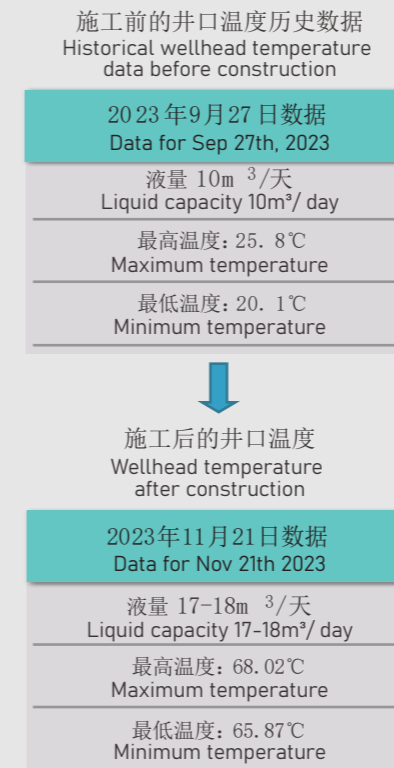 施工前的井口温度历史数据
Historical wellhead temperature
data before construction
2023年9月27日数据
Data for Sep 27th, 2023
液量 10m ³/天
Liquid capacity 10m³/ day
最高温度: 25. 8℃
Maximum temperature
最低温度: 20. 1℃
Minimum temperature
施工后的井口温度
Wellhead temperature
after construction
2023年11月21日数据
Data for Nov 21th 2023
液量 17-18m ³/天
Liquid capacity 17-18m³/ day
最高温度: 68.02℃
Maximum temperature
最低温度: 65.87℃
Minimum temperature